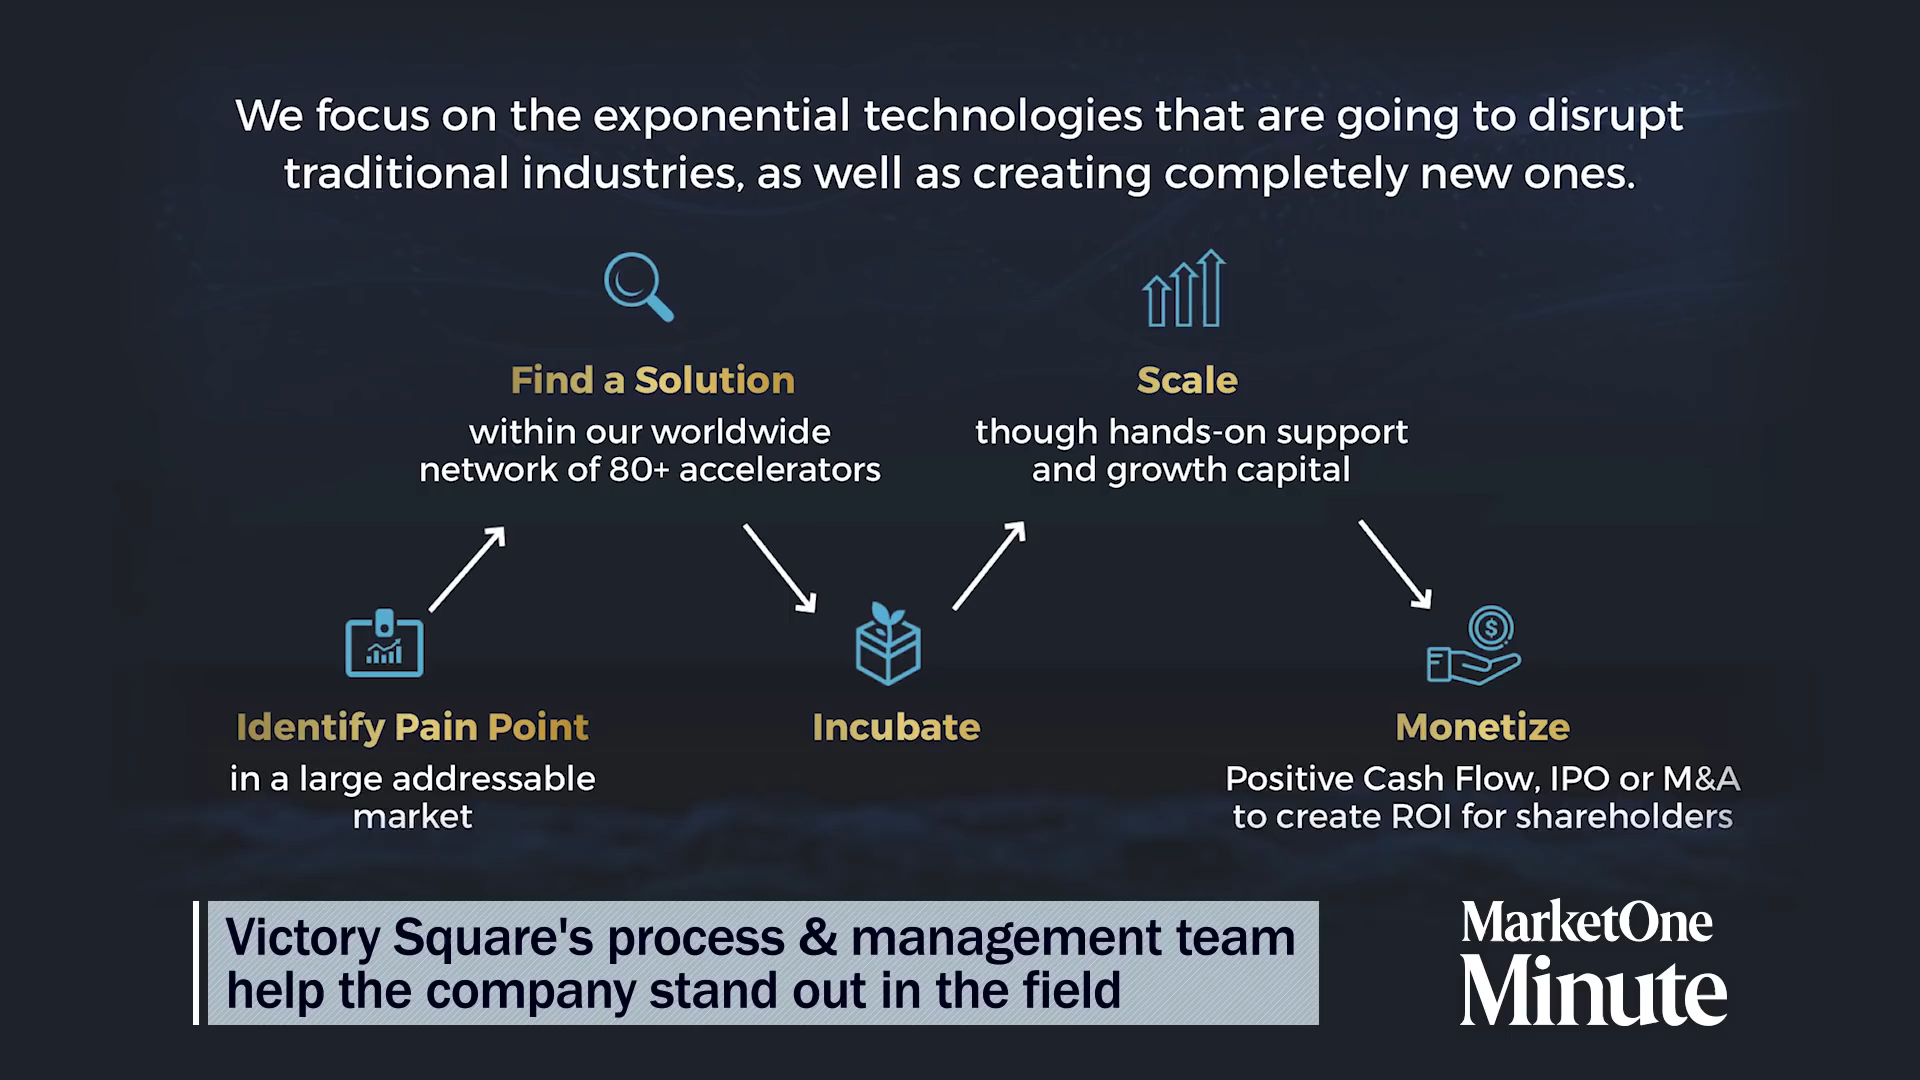 We focus on the exponential technologies that are going to disrupt
traditional industries, as well as creating completely new ones.
Find a Solution
within our worldwide
network of 80+ accelerators
Scale
though hands-on support
and growth capital
Identify Pain Point
in a large addressable
market
Incubate
Monetize
Positive Cash Flow, IPO or M&A
to create ROI for shareholders
Victory Square's process & management team
help the company stand out in the field
MarketOne
Minute